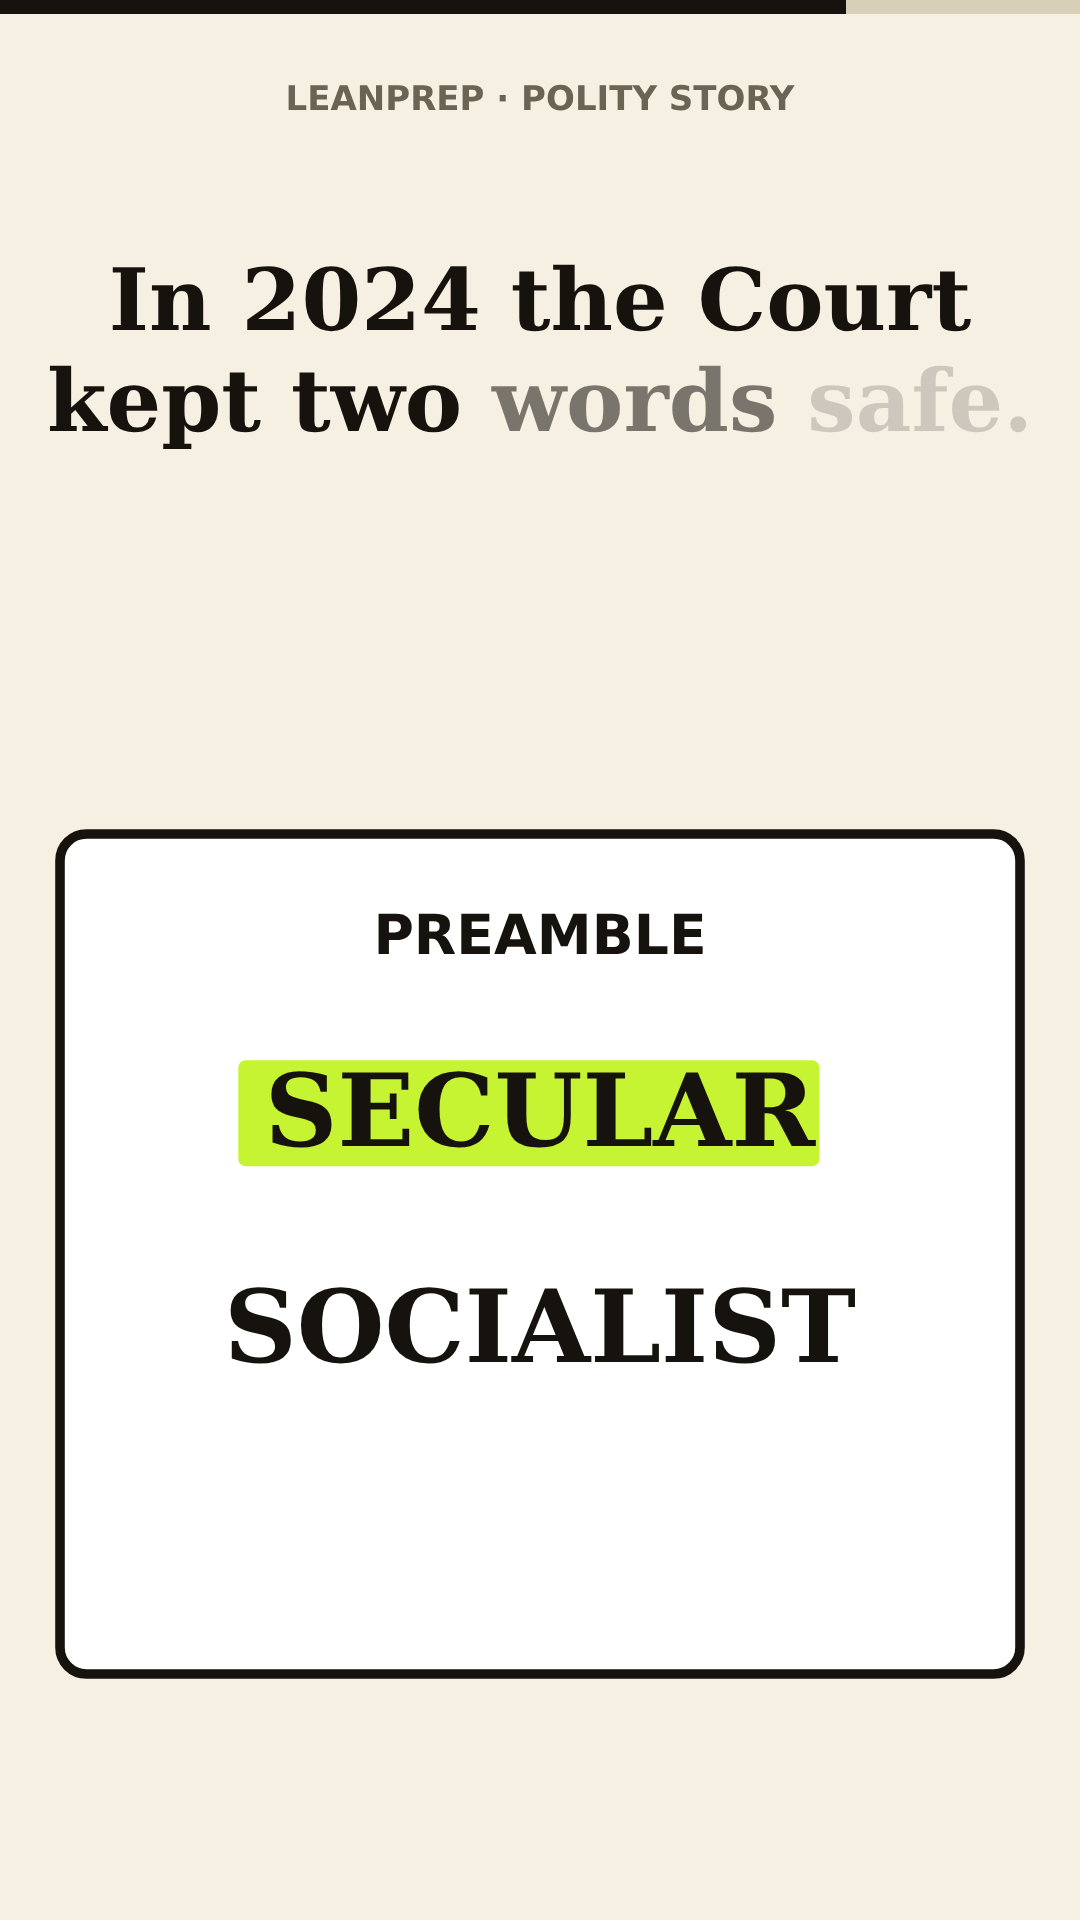 LEANPREP · POLITY STORY
In 2024 the Court
kept two words safe.
PREAMBLE
SECULAR
SOCIALIST